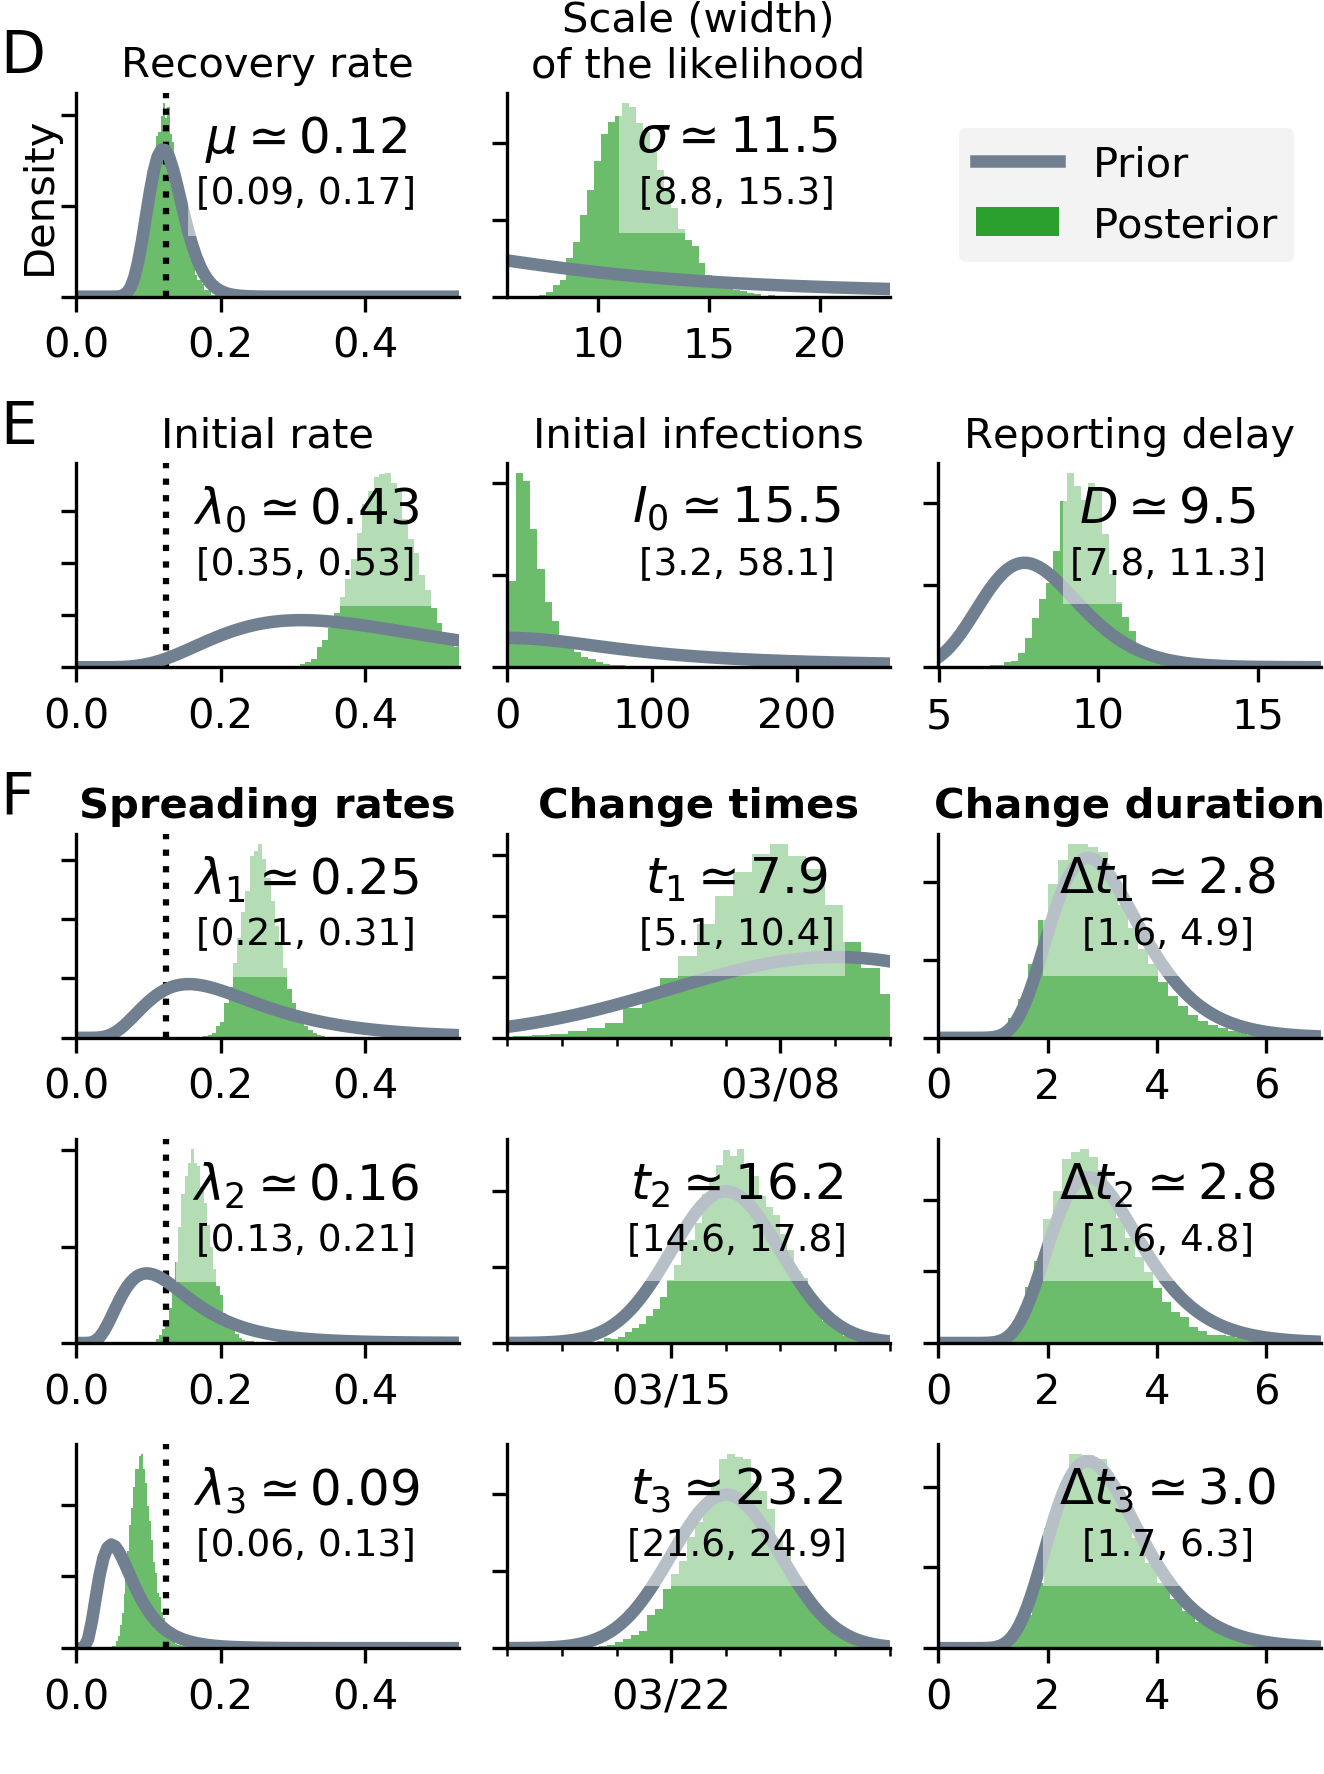 D
Recovery rate
Scale (width)
of the likelihood
Density
μ ≃ 0.12
[0.09, 0.17]
σ ≃ 11.5
[8.8, 15.3]
Prior
Posterior
0.0 0.2 0.4
10 15 20
E
Initial rate
Initial infections
Reporting delay
λ0 ≃ 0.43
[0.35, 0.53]
I0 ≃ 15.5
[3.2, 58.1]
D ≃ 9.5
[7.8, 11.3]
0.0 0.2 0.4
0 100 200
5 10 15
F
Spreading rates
Change times
Change duration
λ1 ≃ 0.25
[0.21, 0.31]
t1 ≃ 7.9
[5.1, 10.4]
Δt1 ≃ 2.8
[1.6, 4.9]
0.0 0.2 0.4
03/08
0 2 4 6
λ2 ≃ 0.16
[0.13, 0.21]
t2 ≃ 16.2
[14.6, 17.8]
Δt2 ≃ 2.8
[1.6, 4.8]
0.0 0.2 0.4
03/15
0 2 4 6
λ3 ≃ 0.09
[0.06, 0.13]
t3 ≃ 23.2
[21.6, 24.9]
Δt3 ≃ 3.0
[1.7, 6.3]
0.0 0.2 0.4
03/22
0 2 4 6